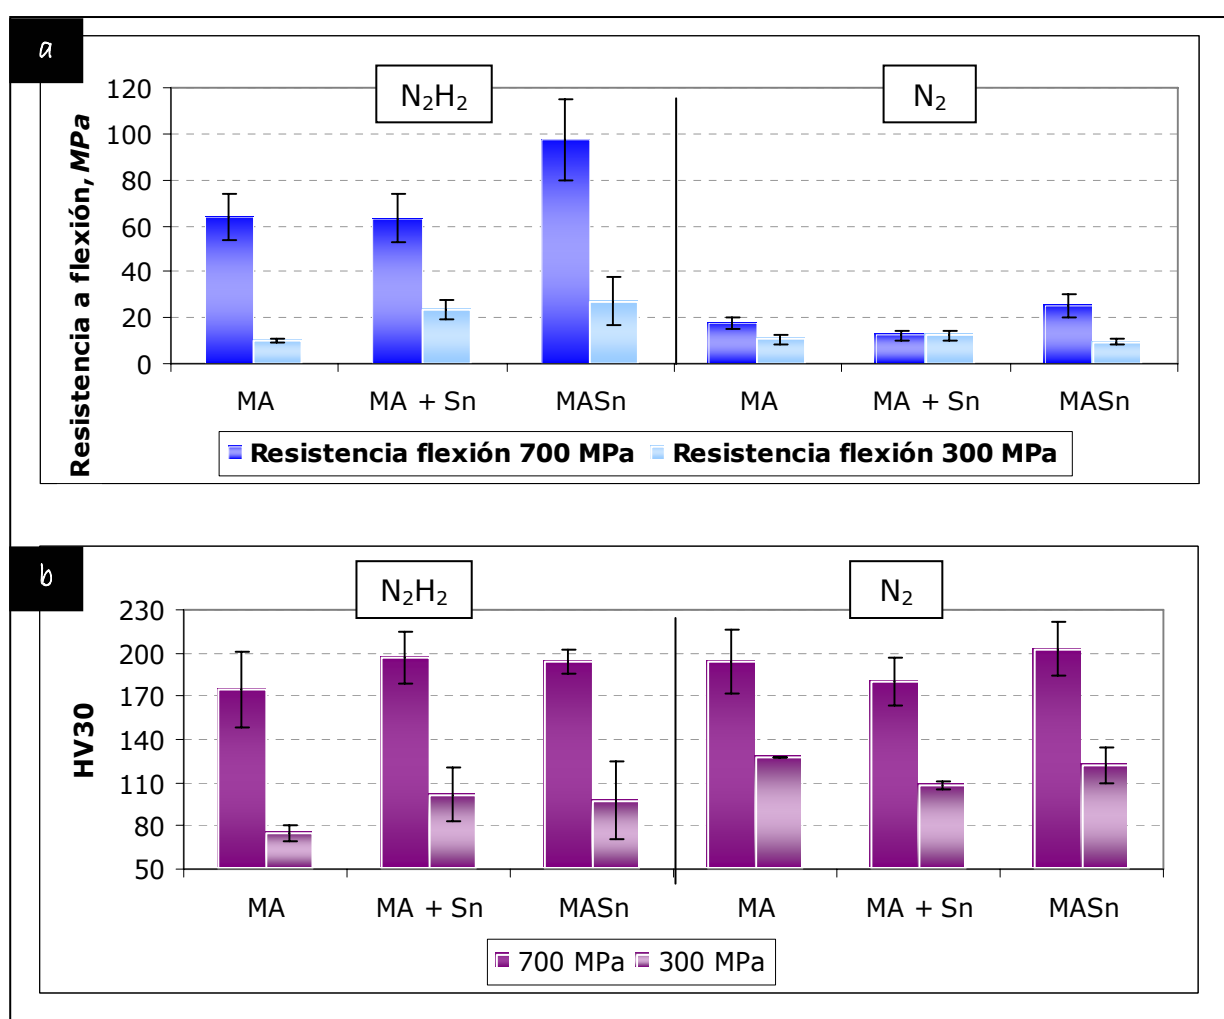 a
N₂H₂
N₂
120
100
80
60
40
20
0
Resistencia a flexión, MPa
MA
MA + Sn
MASn
MA
MA + Sn
MASn
Resistencia flexión 700 MPa
Resistencia flexión 300 MPa
b
N₂H₂
N₂
230
200
170
140
110
80
50
HV30
MA
MA + Sn
MASn
MA
MA + Sn
MASn
700 MPa
300 MPa